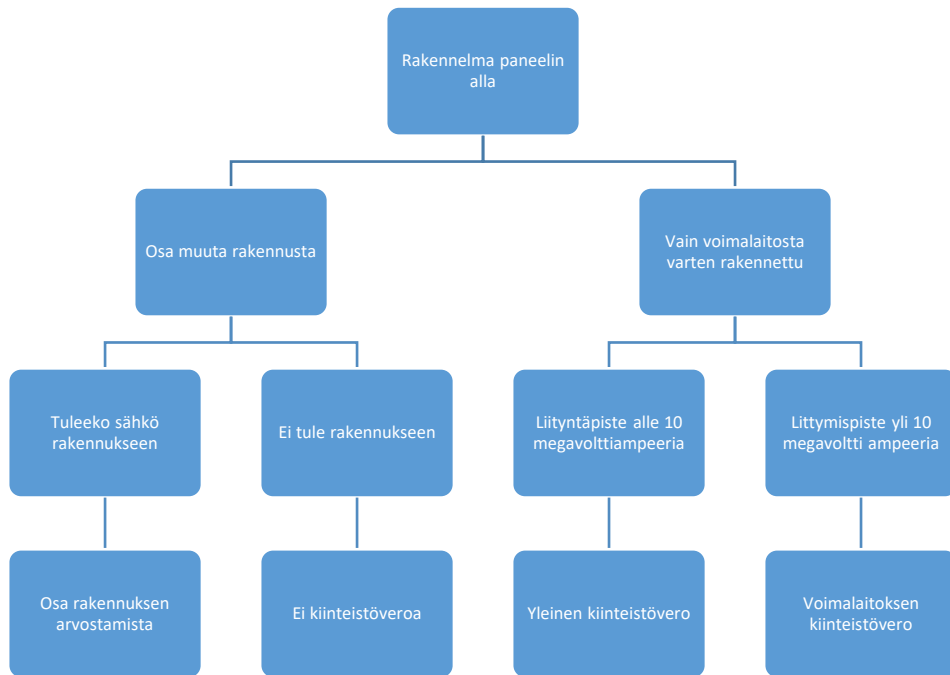 Rakennelma paneelin
alla
Osa muuta rakennusta
Vain voimalaitosta
varten rakennettu
Tuleeko sähkö
rakennukseen
Ei tule rakennukseen
Liityntäpiste alle 10
megavolttiampeeria
Littymispiste yli 10
megavoltti ampeeria
Osa rakennuksen
arvostamista
Ei kiinteistöveroa
Yleinen kiinteistövero
Voimalaitoksen
kiinteistövero